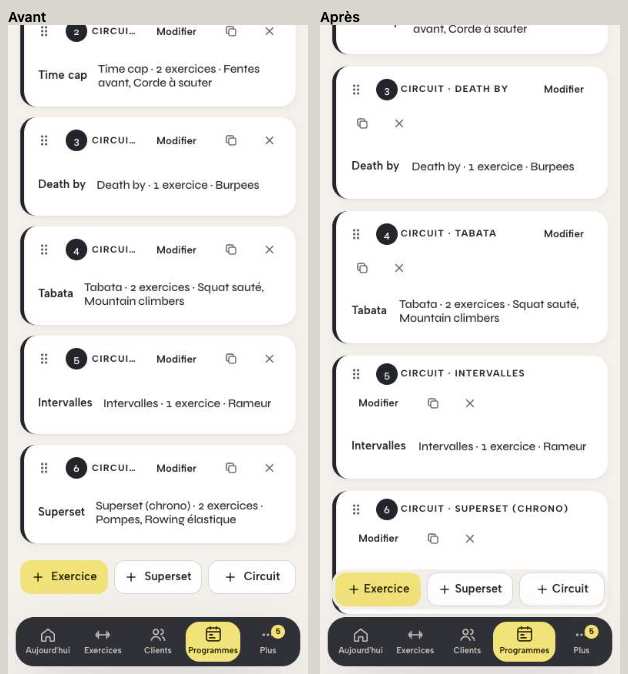 Avant
2 CIRCUI... Modifier
Time cap Time cap · 2 exercices · Fentes
avant, Corde à sauter
3 CIRCUI... Modifier
Death by Death by · 1 exercice · Burpees
4 CIRCUI... Modifier
Tabata Tabata · 2 exercices · Squat sauté,
Mountain climbers
5 CIRCUI... Modifier
Intervalles Intervalles · 1 exercice · Rameur
6 CIRCUI... Modifier
Superset Superset (chrono) · 2 exercices ·
Pompes, Rowing élastique
+ Exercice + Superset + Circuit
5
Aujourd'hui Exercices Clients Programmes Plus
Après
avant, Corde à sauter
3 CIRCUIT · DEATH BY Modifier
Death by Death by · 1 exercice · Burpees
4 CIRCUIT · TABATA Modifier
Tabata Tabata · 2 exercices · Squat sauté,
Mountain climbers
5 CIRCUIT · INTERVALLES
Modifier
Intervalles Intervalles · 1 exercice · Rameur
6 CIRCUIT · SUPERSET (CHRONO)
Modifier
+ Exercice + Superset + Circuit
5
Aujourd'hui Exercices Clients Programmes Plus